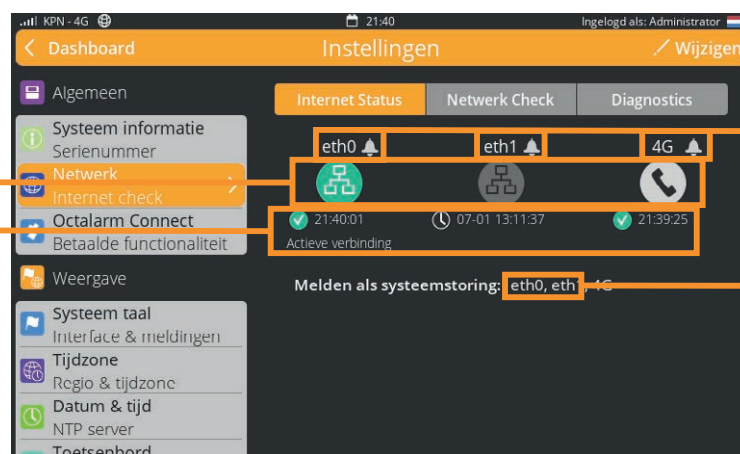 KPN - 4G
21:40
Ingelogd als: Administrator
Dashboard
Instellingen
Wijzigen
Algemeen
Internet Status
Netwerk Check
Diagnostics
Systeem informatie
Serienummer
eth0
eth1
4G
Netwerk
Internet check
Octalarm Connect
Betaalde functionaliteit
21:40:01
07-01 13:11:37
21:39:25
Actieve verbinding
Weergave
Melden als systeemstoring: eth0, eth1, 4G
Systeem taal
Interface & meldingen
Tijdzone
Regio & tijdzone
Datum & tijd
NTP server
Toetsenbord